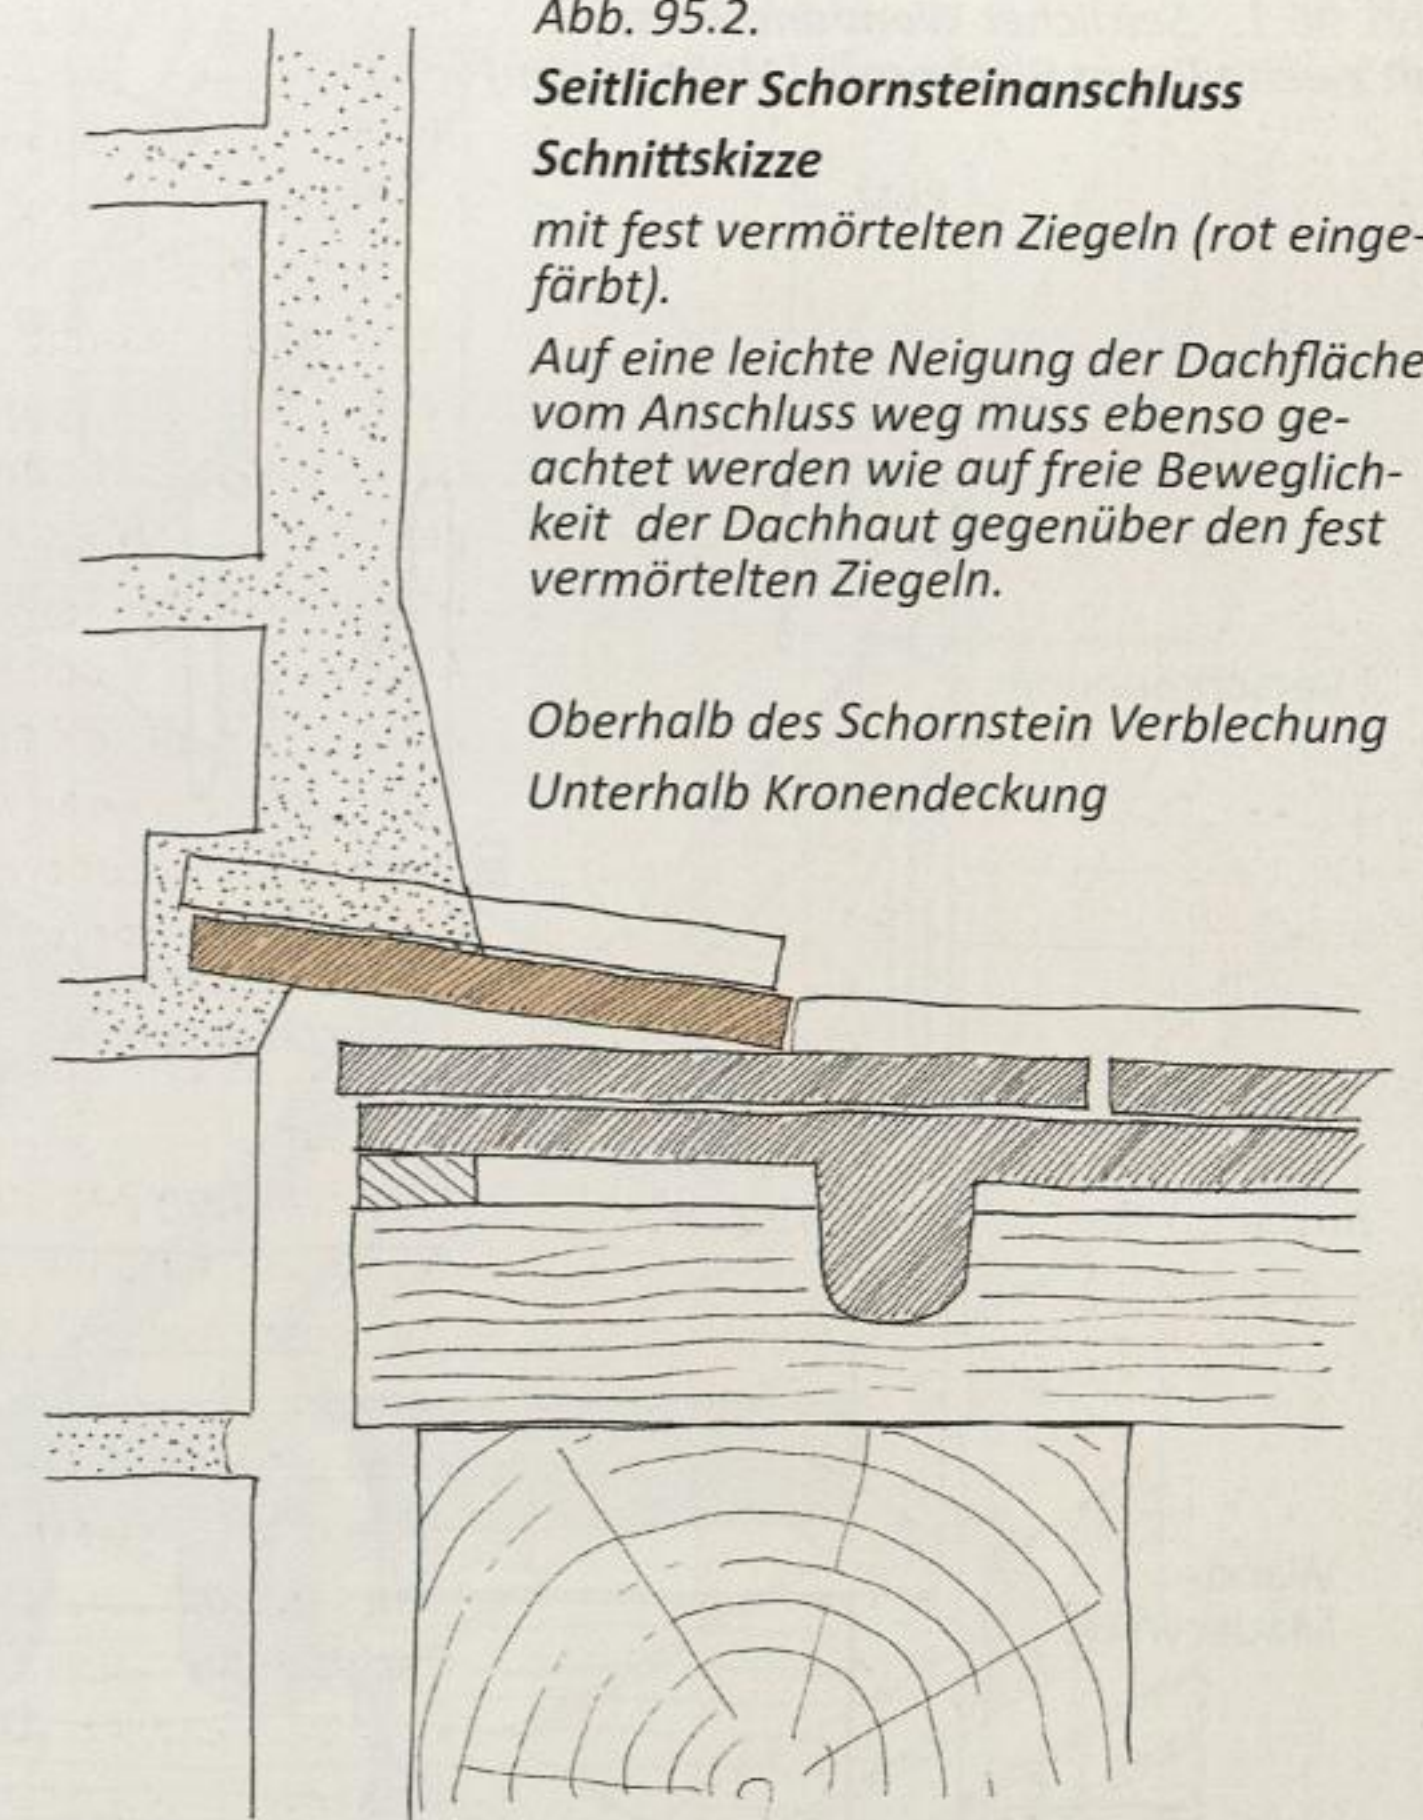 Abb. 95.2.
Seitlicher Schornsteinanschluss
Schnittskizze
mit fest vermörtelten Ziegeln (rot einge-
färbt).
Auf eine leichte Neigung der Dachfläche
vom Anschluss weg muss ebenso ge-
achtet werden wie auf freie Beweglich-
keit der Dachhaut gegenüber den fest
vermörtelten Ziegeln.
Oberhalb des Schornstein Verblechung
Unterhalb Kronendeckung